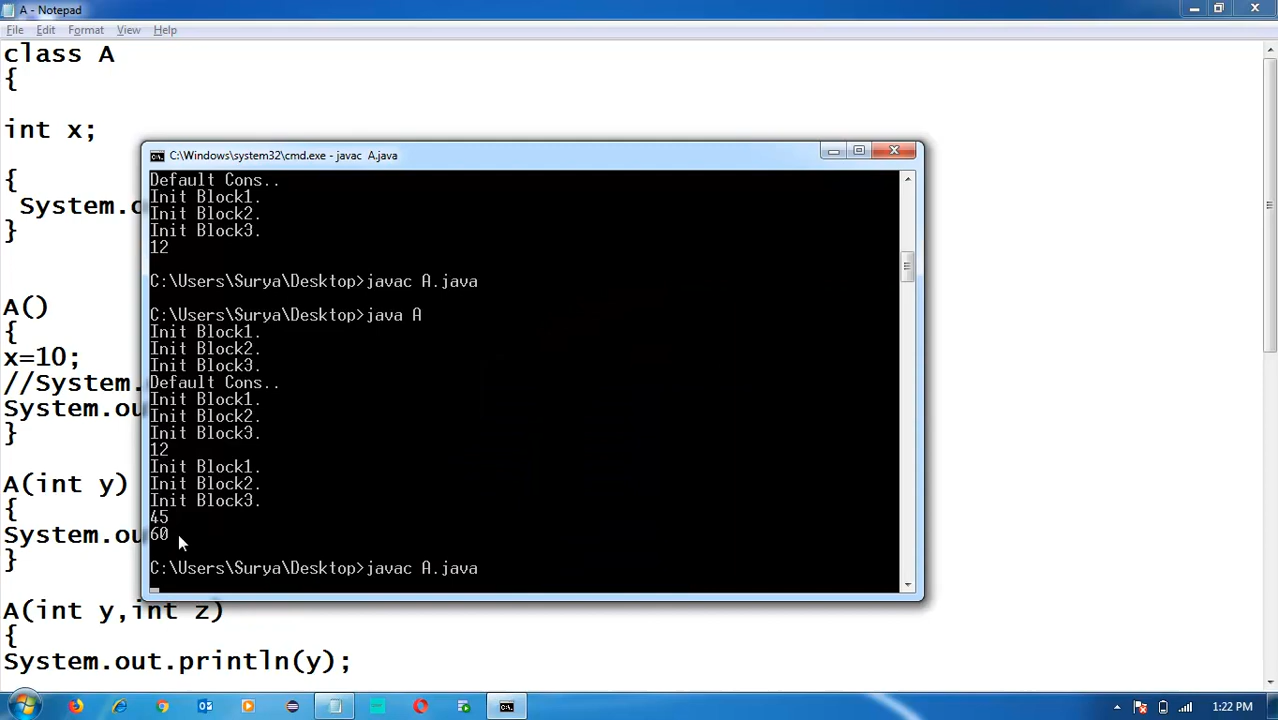 A - Notepad
File Edit Format View Help
class A
{
int x;
{
System.
}
A()
{
x=10;
//System.
System.ou
}
A(int y)
{
System.ou
}
A(int y,int z)
{
System.out.println(y);
C:\Windows\system32\cmd.exe - javac A.java
Default Cons..
Init Block1.
Init Block2.
Init Block3.
12
C:\Users\Surya\Desktop>javac A.java
C:\Users\Surya\Desktop>java A
Init Block1.
Init Block2.
Init Block3.
Default Cons..
Init Block1.
Init Block2.
Init Block3.
12
Init Block1.
Init Block2.
Init Block3.
45
60
C:\Users\Surya\Desktop>javac A.java
1:22 PM